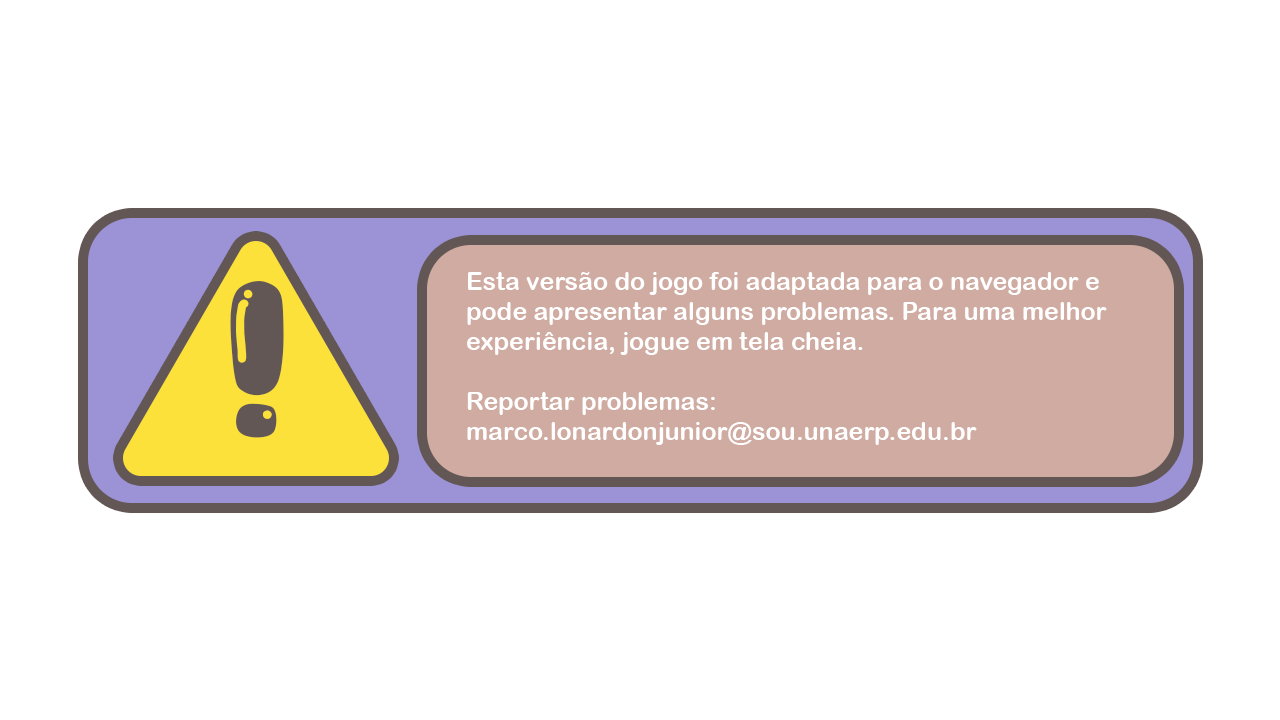 Esta versão do jogo foi adaptada para o navegador e
pode apresentar alguns problemas. Para uma melhor
experiência, jogue em tela cheia.
Reportar problemas:
marco.lonardonjunior@sou.unaerp.edu.br